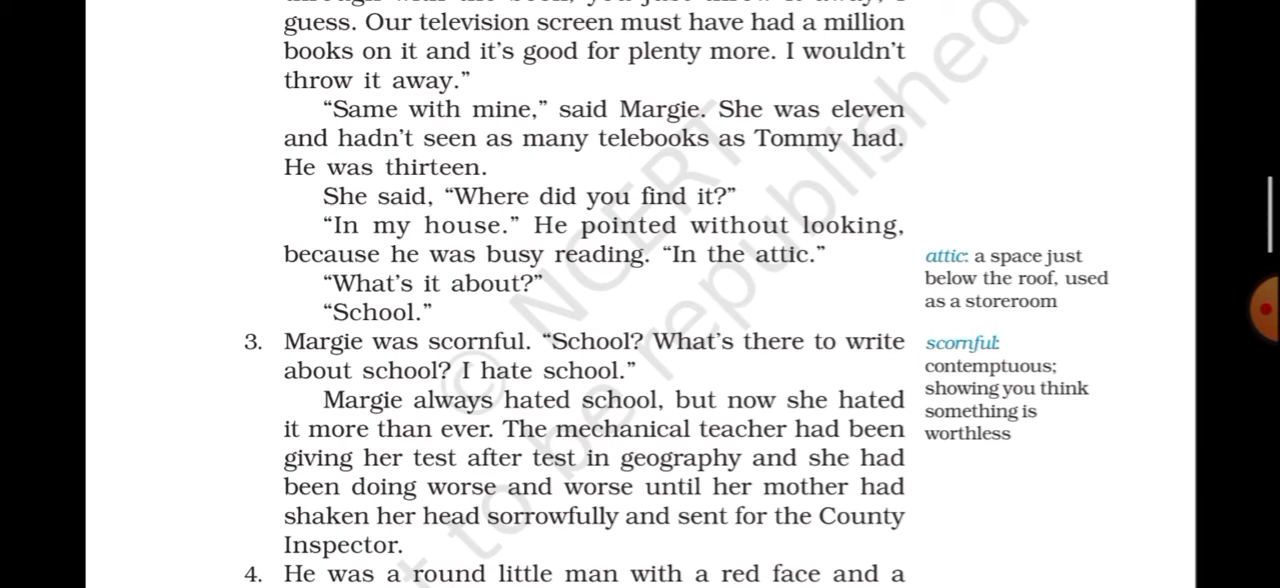 guess. Our television screen must have had a million
books on it and it's good for plenty more. I wouldn't
throw it away.”
“Same with mine,” said Margie. She was eleven
and hadn't seen as many telebooks as Tommy had.
He was thirteen.
She said, “Where did you find it?”
“In my house.” He pointed without looking,
because he was busy reading. “In the attic.”
“What's it about?”
“School.”
3. Margie was scornful. “School? What's there to write
about school? I hate school.”
Margie always hated school, but now she hated
it more than ever. The mechanical teacher had been
giving her test after test in geography and she had
been doing worse and worse until her mother had
shaken her head sorrowfully and sent for the County
Inspector.
4. He was a round little man with a red face and a
attic: a space just
below the roof, used
as a storeroom
scornful:
contemptuous;
showing you think
something is
worthless
© NCERT
not to be republished